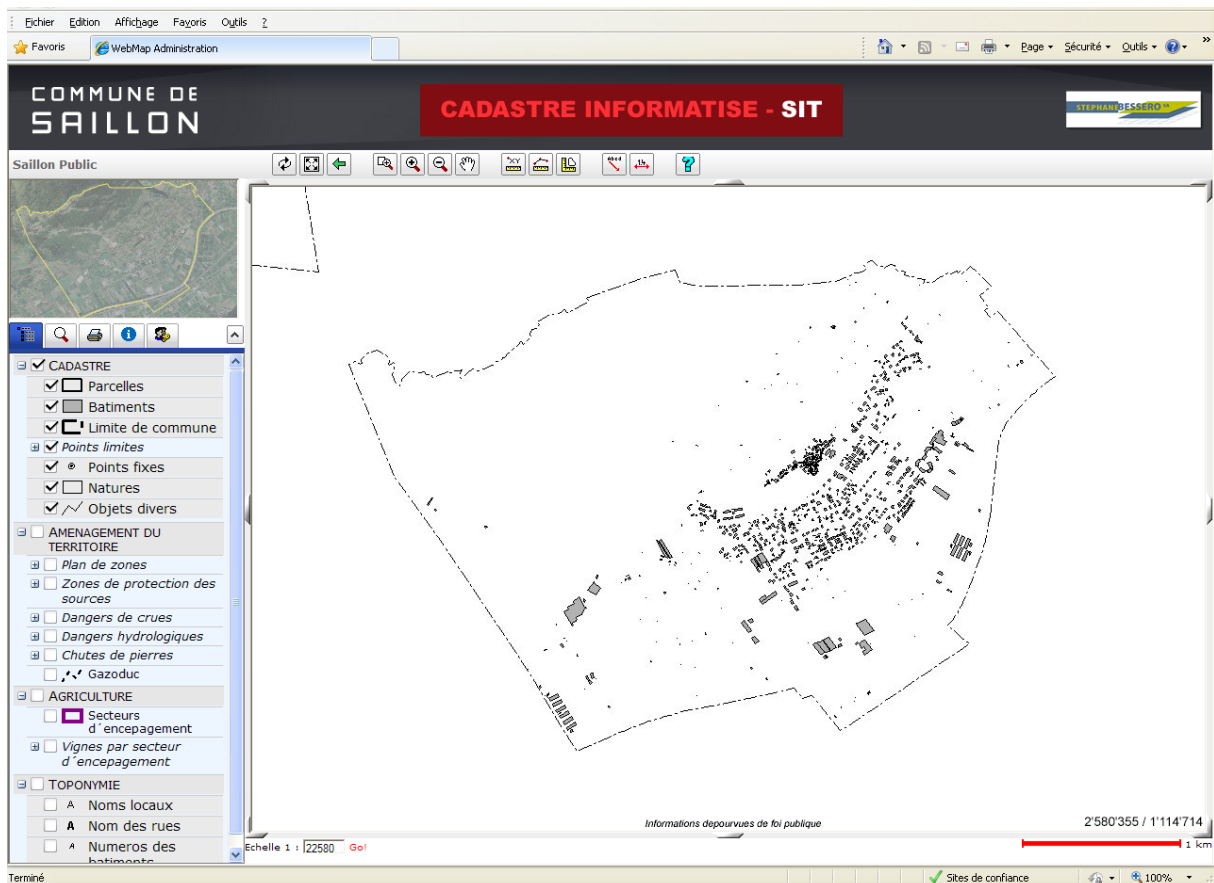 Fichier Edition Affichage Favoris Outils ?
Favoris WebMap Administration Page Sécurité Outils »
COMMUNE DE
SAILLON
CADASTRE INFORMATISE - SIT
STEPHANE BESSERO SA
Saillon Public
XY Abcd 1/s ?
CADASTRE
Parcelles
Batiments
Limite de commune
Points limites
Points fixes
Natures
Objets divers
AMENAGEMENT DU
TERRITOIRE
Plan de zones
Zones de protection des
sources
Dangers de crues
Dangers hydrologiques
Chutes de pierres
Gazoduc
AGRICULTURE
Secteurs
d´encepagement
Vignes par secteur
d´encepagement
TOPONYMIE
A Noms locaux
A Nom des rues
A Numeros des
batiments
Informations depourvues de foi publique
2'580'355 / 1'114'714
Echelle 1 : 22580 Go!
1 km
Terminé Sites de confiance 100%